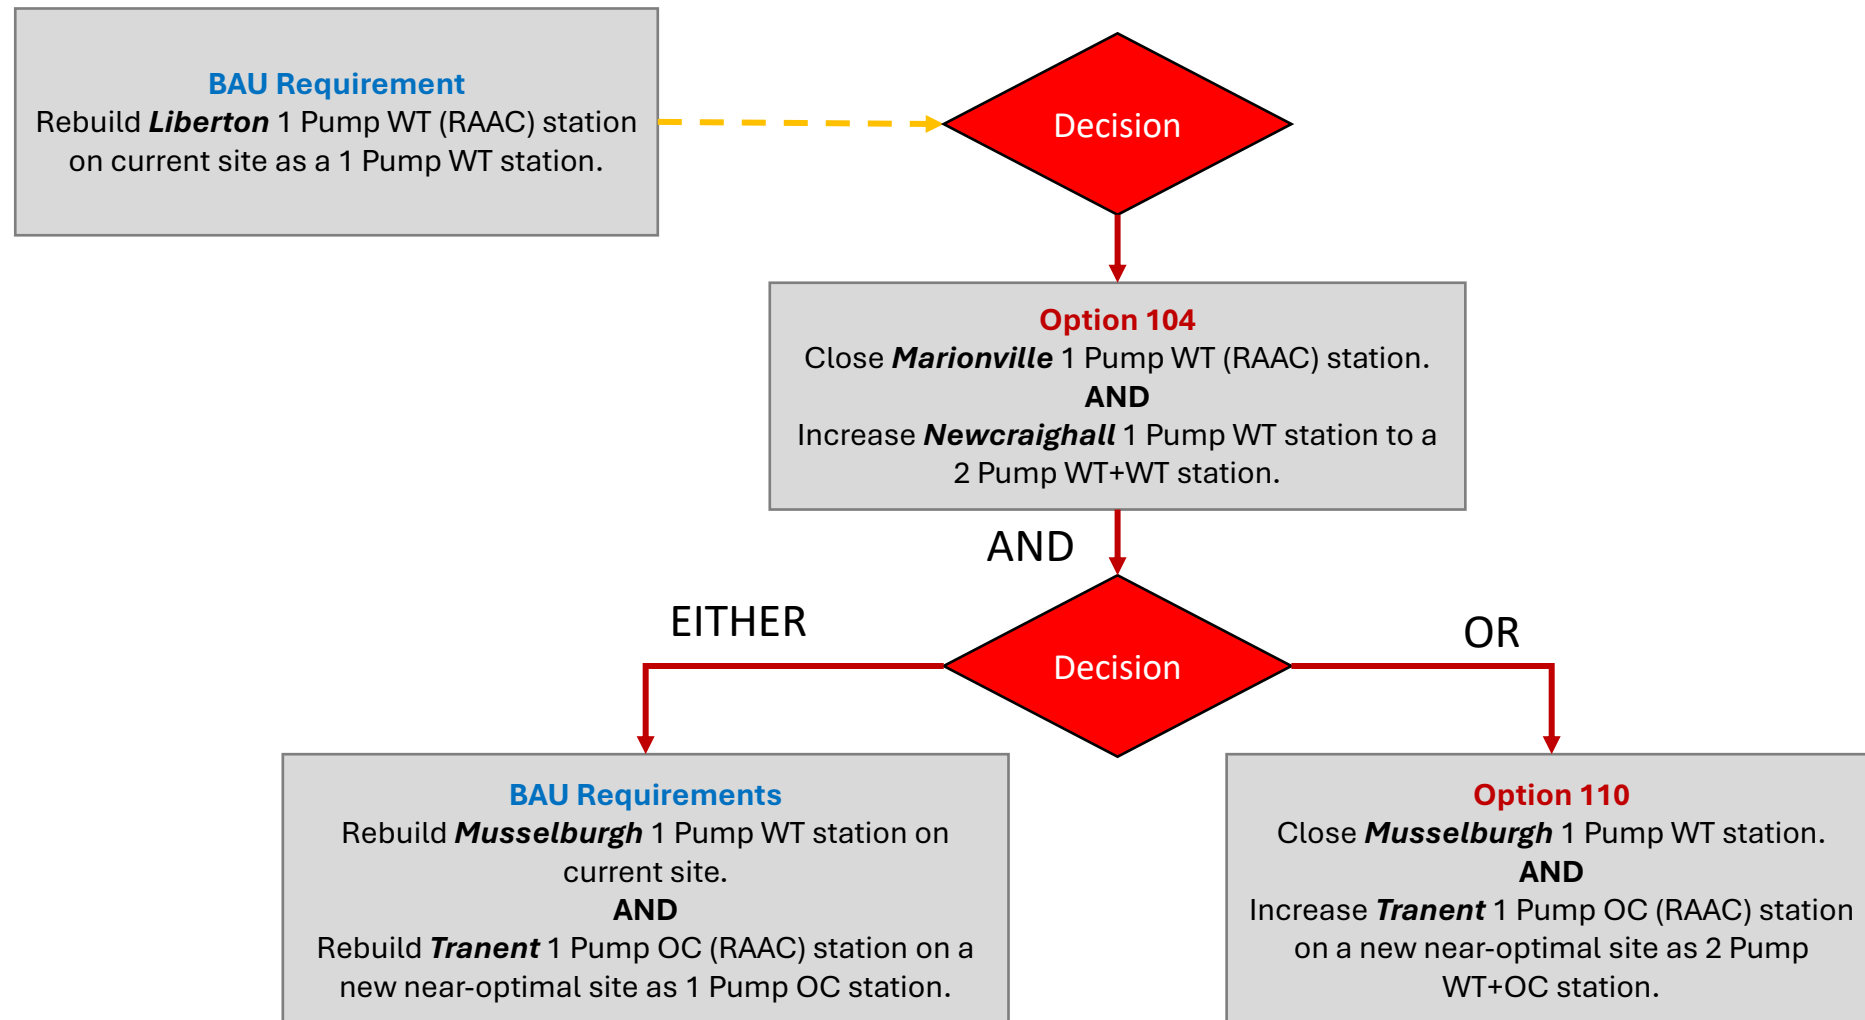 BAU Requirement
Rebuild Liberton 1 Pump WT (RAAC) station
on current site as a 1 Pump WT station.
Decision
Option 104
Close Marionville 1 Pump WT (RAAC) station.
AND
Increase Newcraighall 1 Pump WT station to a
2 Pump WT+WT station.
AND
Decision
EITHER
OR
BAU Requirements
Rebuild Musselburgh 1 Pump WT station on
current site.
AND
Rebuild Tranent 1 Pump OC (RAAC) station on a
new near-optimal site as 1 Pump OC station.
Option 110
Close Musselburgh 1 Pump WT station.
AND
Increase Tranent 1 Pump OC (RAAC) station
on a new near-optimal site as 2 Pump
WT+OC station.